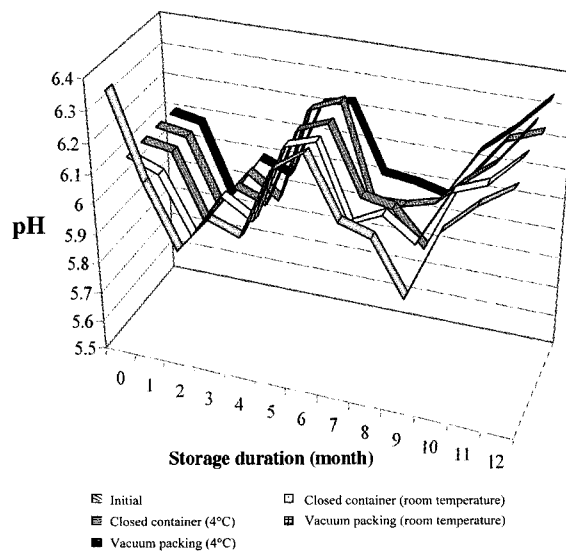 6.4
6.3
6.2
6.1
6
5.9
5.8
5.7
5.6
5.5
pH
0 1 2 3 4 5 6 7 8 9 10 11 12
Storage duration (month)
Initial
Closed container (room temperature)
Closed container (4°C)
Vacuum packing (room temperature)
Vacuum packing (4°C)